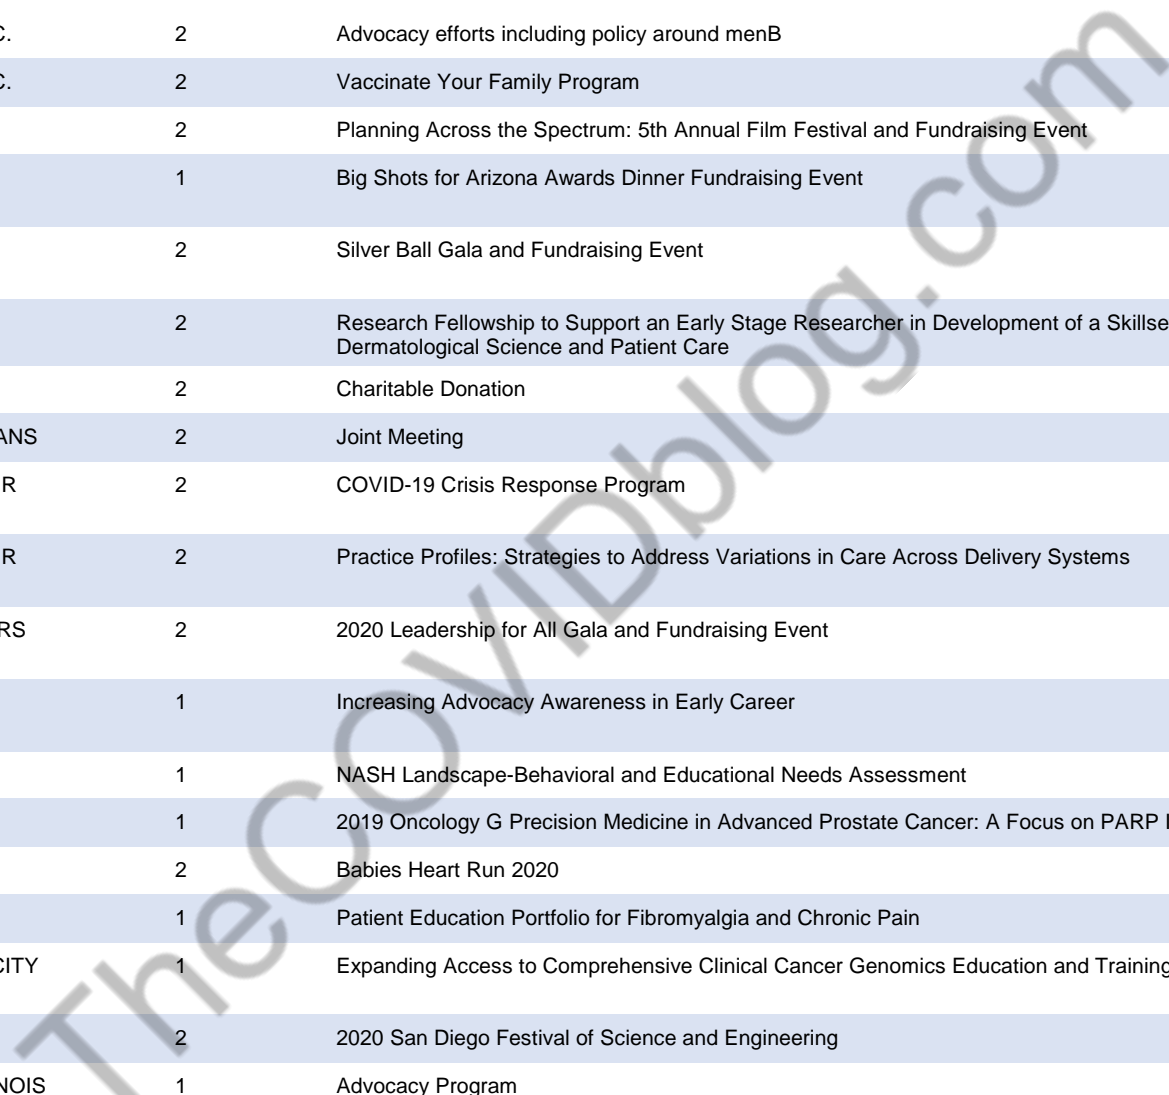 C. 2 Advocacy efforts including policy around menB
C. 2 Vaccinate Your Family Program
2 Planning Across the Spectrum: 5th Annual Film Festival and Fundraising Event
1 Big Shots for Arizona Awards Dinner Fundraising Event
2 Silver Ball Gala and Fundraising Event
2 Research Fellowship to Support an Early Stage Researcher in Development of a Skillse
Dermatological Science and Patient Care
2 Charitable Donation
ANS 2 Joint Meeting
R 2 COVID-19 Crisis Response Program
R 2 Practice Profiles: Strategies to Address Variations in Care Across Delivery Systems
RS 2 2020 Leadership for All Gala and Fundraising Event
1 Increasing Advocacy Awareness in Early Career
1 NASH Landscape-Behavioral and Educational Needs Assessment
1 2019 Oncology G Precision Medicine in Advanced Prostate Cancer: A Focus on PARP
2 Babies Heart Run 2020
1 Patient Education Portfolio for Fibromyalgia and Chronic Pain
CITY 1 Expanding Access to Comprehensive Clinical Cancer Genomics Education and Training
2 2020 San Diego Festival of Science and Engineering
NOIS 1 Advocacy Program
TheCOVIDblog.com